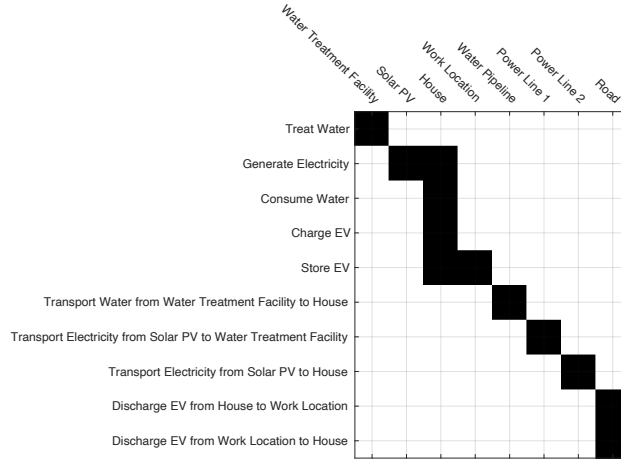 Water Treatment Facility
Solar PV
House
Work Location
Water Pipeline
Power Line 1
Power Line 2
Road
Treat Water
Generate Electricity
Consume Water
Charge EV
Store EV
Transport Water from Water Treatment Facility to House
Transport Electricity from Solar PV to Water Treatment Facility
Transport Electricity from Solar PV to House
Discharge EV from House to Work Location
Discharge EV from Work Location to House